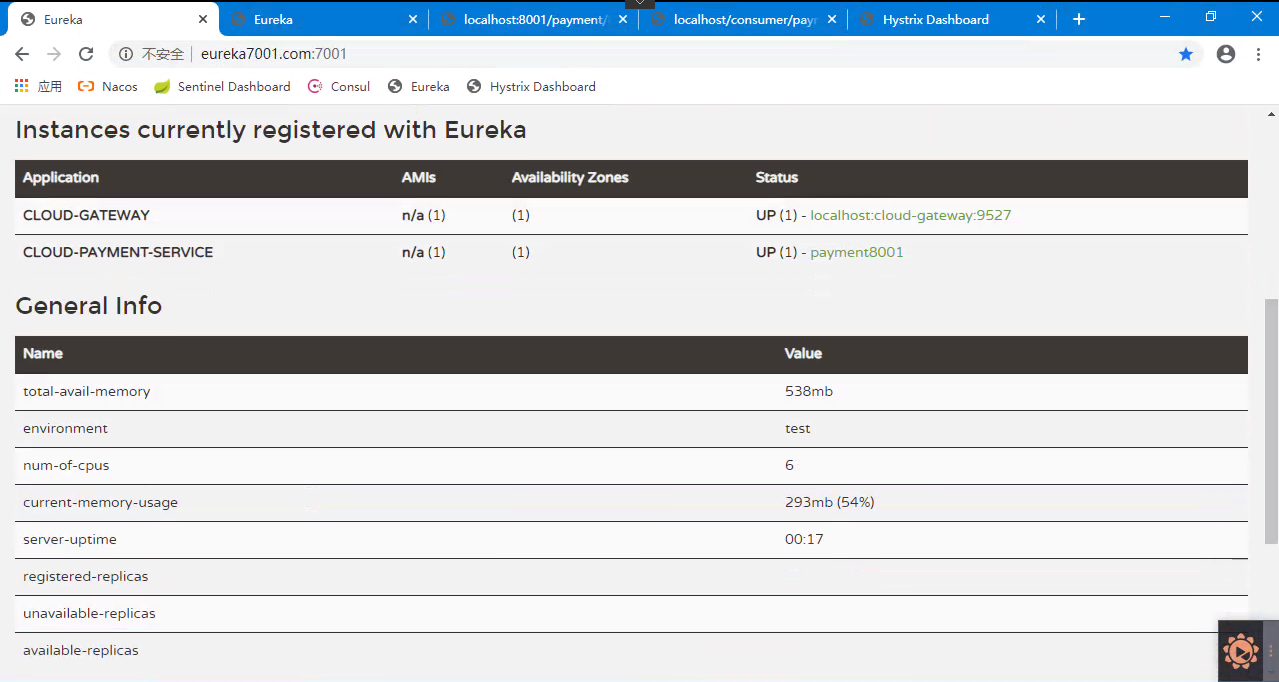 Eureka
Eureka
localhost:8001/payment/
localhost/consumer/paym
Hystrix Dashboard
不安全 eureka7001.com:7001
应用 Nacos Sentinel Dashboard Consul Eureka Hystrix Dashboard
Instances currently registered with Eureka
Application AMIs Availability Zones Status
CLOUD-GATEWAY n/a (1) (1) UP (1) - localhost:cloud-gateway:9527
CLOUD-PAYMENT-SERVICE n/a (1) (1) UP (1) - payment8001
General Info
Name Value
total-avail-memory 538mb
environment test
num-of-cpus 6
current-memory-usage 293mb (54%)
server-uptime 00:17
registered-replicas
unavailable-replicas
available-replicas